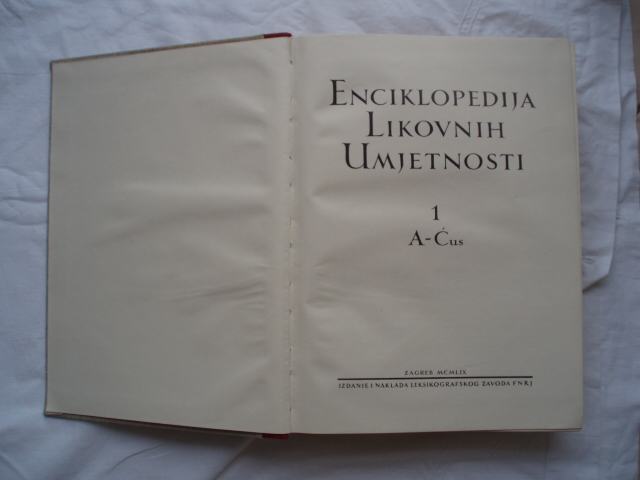 ENCIKLOPEDIJA
LIKOVNIH
UMJETNOSTI
1
A-Ćus
ZAGREB MCMLIX
IZDANJE I NAKLADA LEKSIKOGRAFSKOG ZAVODA FNRJ